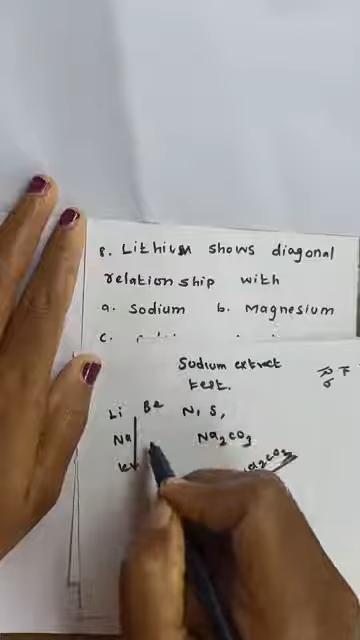 8. Lithium shows diagonal
relationship with
a. Sodium b. Magnesium
c.
Sodium extract
test.
Li Be N, S,
Na Na2CO3
K